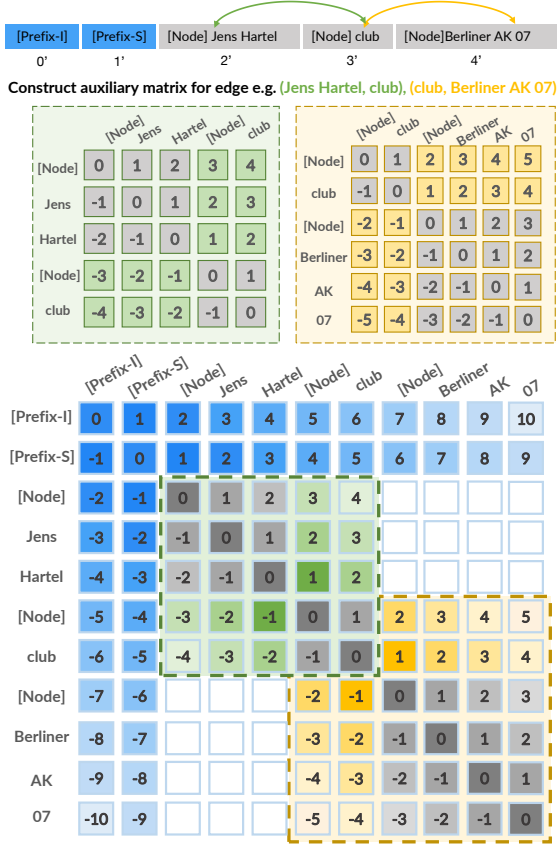 [Prefix-I] [Prefix-S] [Node] Jens Hartel [Node] club [Node]Berliner AK 07
0' 1' 2' 3' 4'
Construct auxiliary matrix for edge e.g. (Jens Hartel, club), (club, Berliner AK 07)
[Node] Jens Hartel [Node] club
[Node] 0 1 2 3 4
Jens -1 0 1 2 3
Hartel -2 -1 0 1 2
[Node] -3 -2 -1 0 1
club -4 -3 -2 -1 0
[Node] club [Node] Berliner AK 07
[Node] 0 1 2 3 4 5
club -1 0 1 2 3 4
[Node] -2 -1 0 1 2 3
Berliner -3 -2 -1 0 1 2
AK -4 -3 -2 -1 0 1
07 -5 -4 -3 -2 -1 0
[Prefix-I] [Prefix-S] [Node] Jens Hartel [Node] club [Node] Berliner AK 07
[Prefix-I] 0 1 2 3 4 5 6 7 8 9 10
[Prefix-S] -1 0 1 2 3 4 5 6 7 8 9
[Node] -2 -1 0 1 2 3 4
Jens -3 -2 -1 0 1 2 3
Hartel -4 -3 -2 -1 0 1 2
[Node] -5 -4 -3 -2 -1 0 1 2 3 4 5
club -6 -5 -4 -3 -2 -1 0 1 2 3 4
[Node] -7 -6 -2 -1 0 1 2 3
Berliner -8 -7 -3 -2 -1 0 1 2
AK -9 -8 -4 -3 -2 -1 0 1
07 -10 -9 -5 -4 -3 -2 -1 0